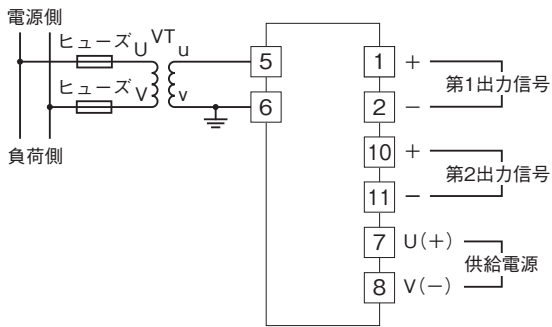 電源側
ヒューズ U VT u
ヒューズ V v
負荷側
5
6
1 +
2 −
第1出力信号
10 +
11 −
第2出力信号
7 U(+)
8 V(−)
供給電源